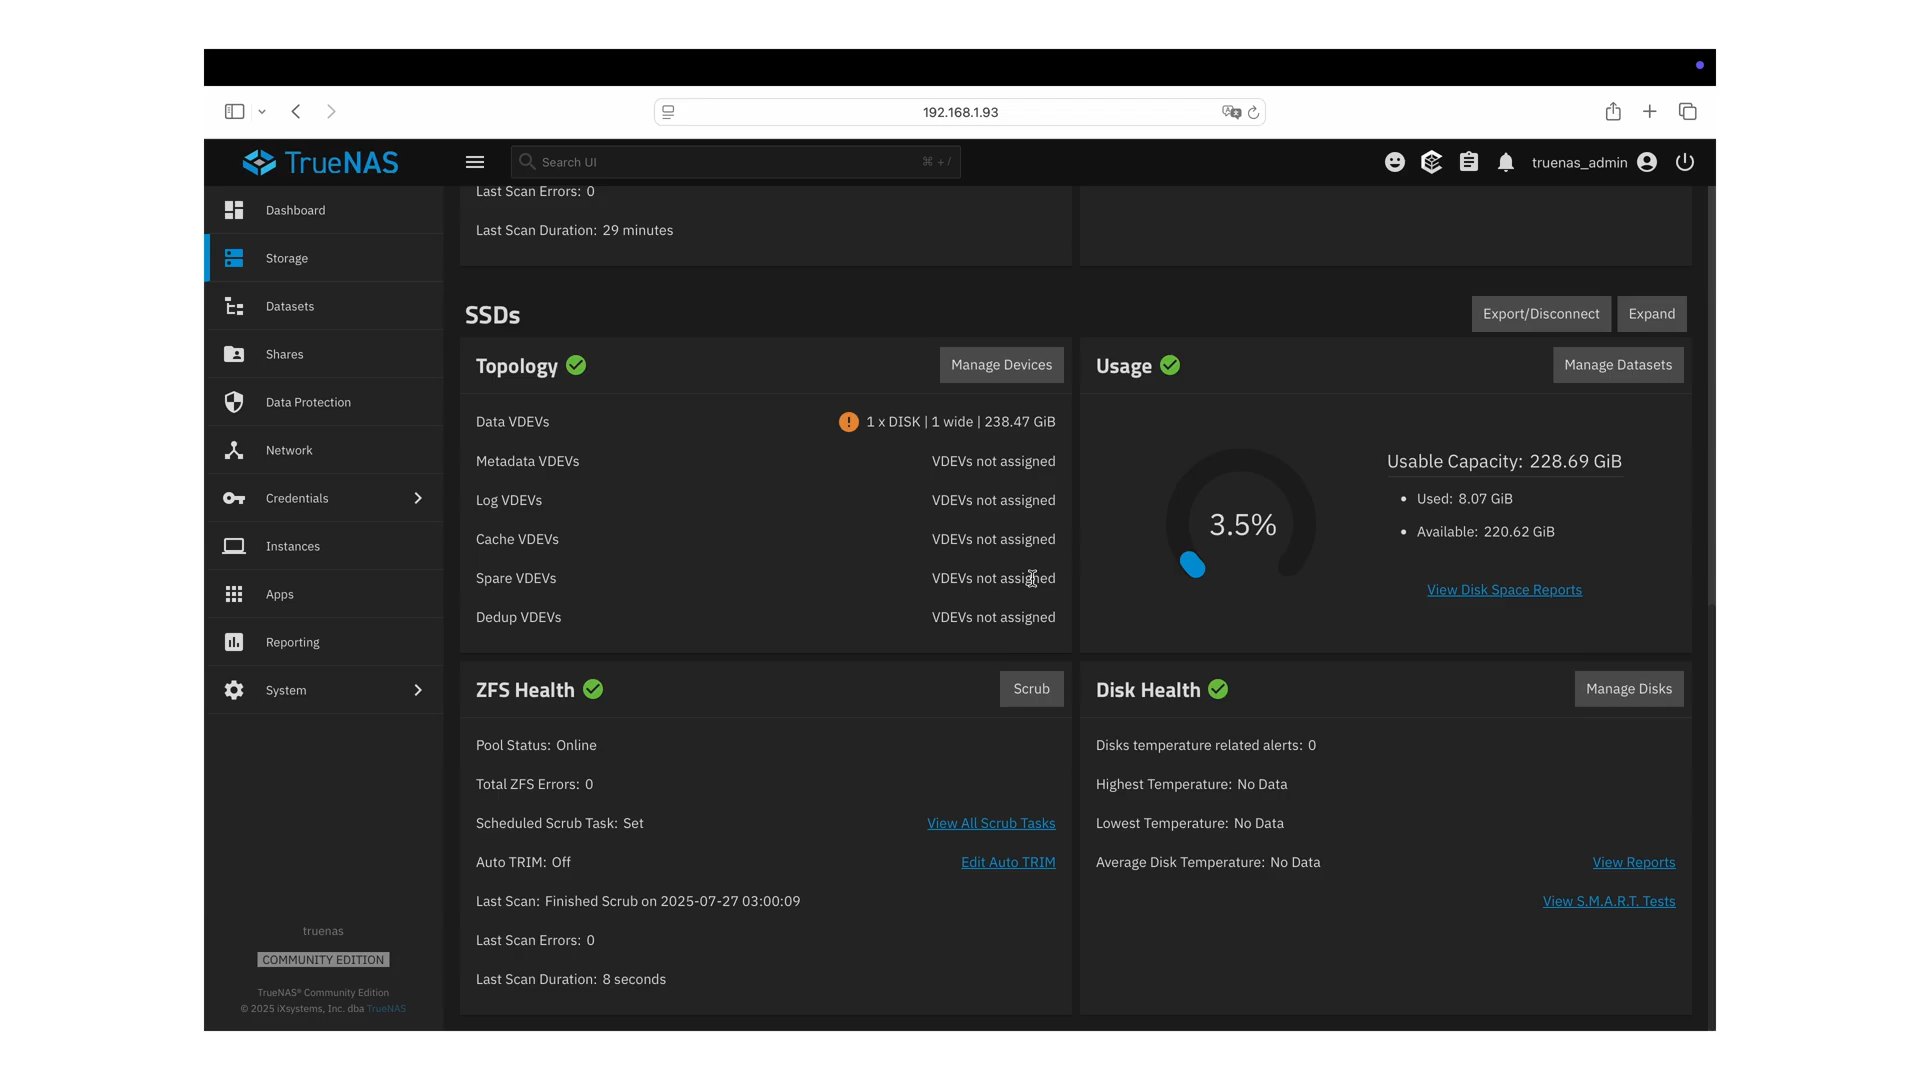 192.168.1.93
TrueNAS
Search UI
⌘ + /
truenas_admin
Dashboard
Storage
Datasets
Shares
Data Protection
Network
Credentials
Instances
Apps
Reporting
System
truenas
COMMUNITY EDITION
TrueNAS® Community Edition
© 2025 iXsystems, Inc. dba TrueNAS
Last Scan Errors: 0
Last Scan Duration: 29 minutes
SSDs
Export/Disconnect
Expand
Topology
Manage Devices
Data VDEVs
1 x DISK | 1 wide | 238.47 GiB
Metadata VDEVs
VDEVs not assigned
Log VDEVs
VDEVs not assigned
Cache VDEVs
VDEVs not assigned
Spare VDEVs
VDEVs not assigned
Dedup VDEVs
VDEVs not assigned
Usage
Manage Datasets
3.5%
Usable Capacity: 228.69 GiB
• Used: 8.07 GiB
• Available: 220.62 GiB
View Disk Space Reports
ZFS Health
Scrub
Pool Status: Online
Total ZFS Errors: 0
Scheduled Scrub Task: Set
View All Scrub Tasks
Auto TRIM: Off
Edit Auto TRIM
Last Scan: Finished Scrub on 2025-07-27 03:00:09
Last Scan Errors: 0
Last Scan Duration: 8 seconds
Disk Health
Manage Disks
Disks temperature related alerts: 0
Highest Temperature: No Data
Lowest Temperature: No Data
Average Disk Temperature: No Data
View Reports
View S.M.A.R.T. Tests